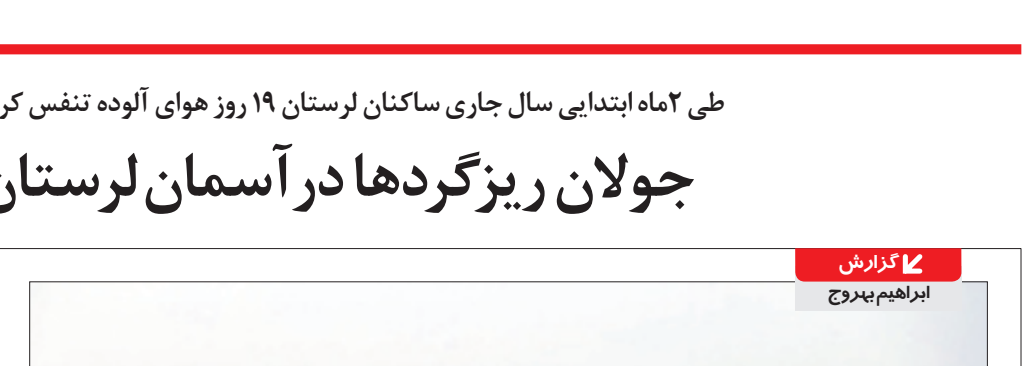 طی ۲ماه ابتدایی سال جاری ساکنان لرستان ۱۹ روز هوای آلوده تنفس کر
جولان ریزگردها در آسمان لرستان
گزارش
ابراهیم بهروج